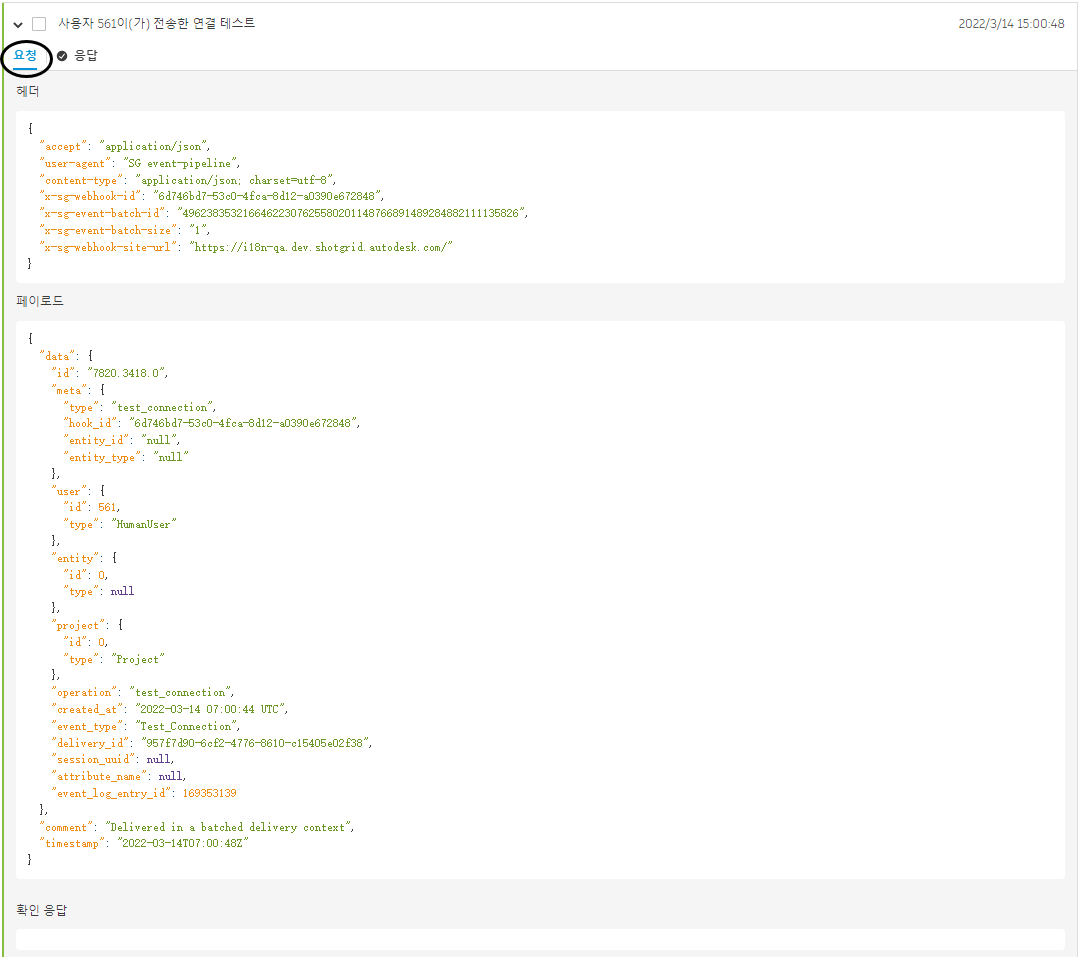 사용자 561이(가) 전송한 연결 테스트 2022/3/14 15:00:48
요청 응답
헤더
{
"accept": "application/json",
"user-agent": "SG event-pipeline",
"content-type": "application/json; charset=utf-8",
"x-sg-webhook-id": "6d746bd7-53c0-4fca-8d12-a0390e672848",
"x-sg-event-batch-id": "49623835321664622307625580201148766891489284882111135826",
"x-sg-event-batch-size": "1",
"x-sg-webhook-site-url": "https://i18n-qa.dev.shotgrid.autodesk.com/"
}
페이로드
{
"data": {
"id": "7820.3418.0",
"meta": {
"type": "test_connection",
"hook_id": "6d746bd7-53c0-4fca-8d12-a0390e672848",
"entity_id": "null",
"entity_type": "null"
},
"user": {
"id": 561,
"type": "HumanUser"
},
"entity": {
"id": 0,
"type": null
},
"project": {
"id": 0,
"type": "Project"
},
"operation": "test_connection",
"created_at": "2022-03-14 07:00:44 UTC",
"event_type": "Test_Connection",
"delivery_id": "957f7d90-6cf2-4776-8610-c15405e02f38",
"session_uuid": null,
"attribute_name": null,
"event_log_entry_id": 169353139
},
"comment": "Delivered in a batched delivery context",
"timestamp": "2022-03-14T07:00:48Z"
}
확인 응답